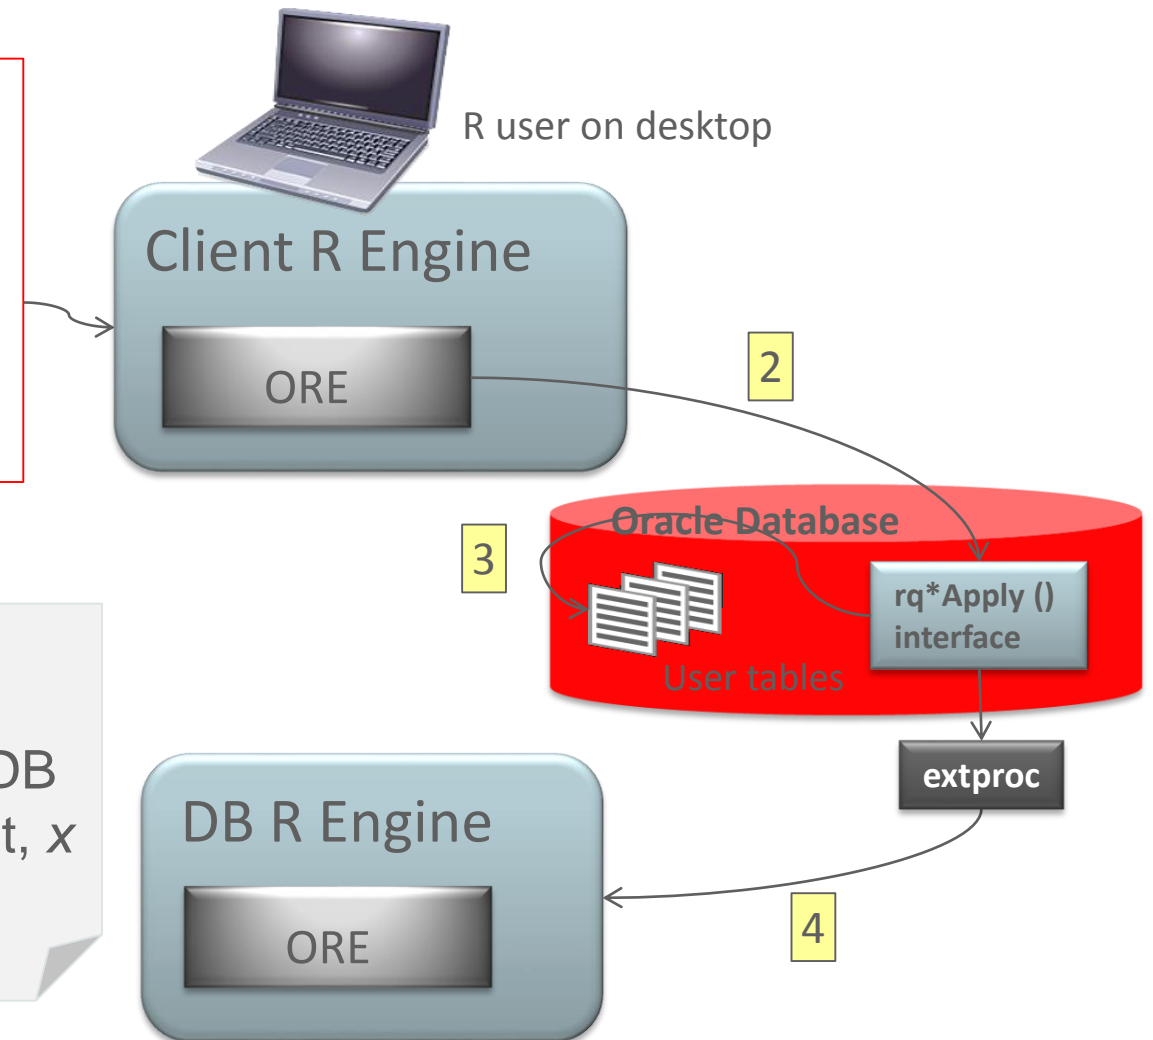 R user on desktop
Client R Engine
ORE
2
Oracle Database
3
rq*Apply ()
interface
User tables
DB
t, x
extproc
DB R Engine
ORE
4